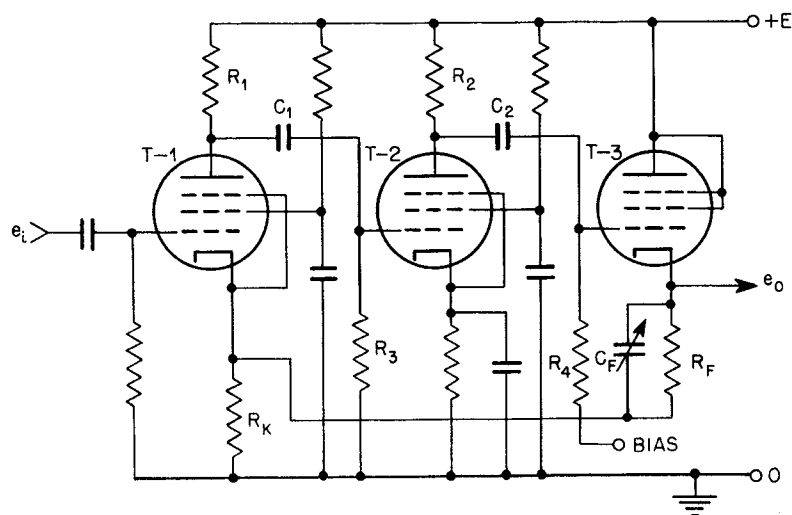 +E
R1
R2
C1
C2
T-1
T-2
T-3
ei
eo
R3
R4
CF
RF
RK
BIAS
0